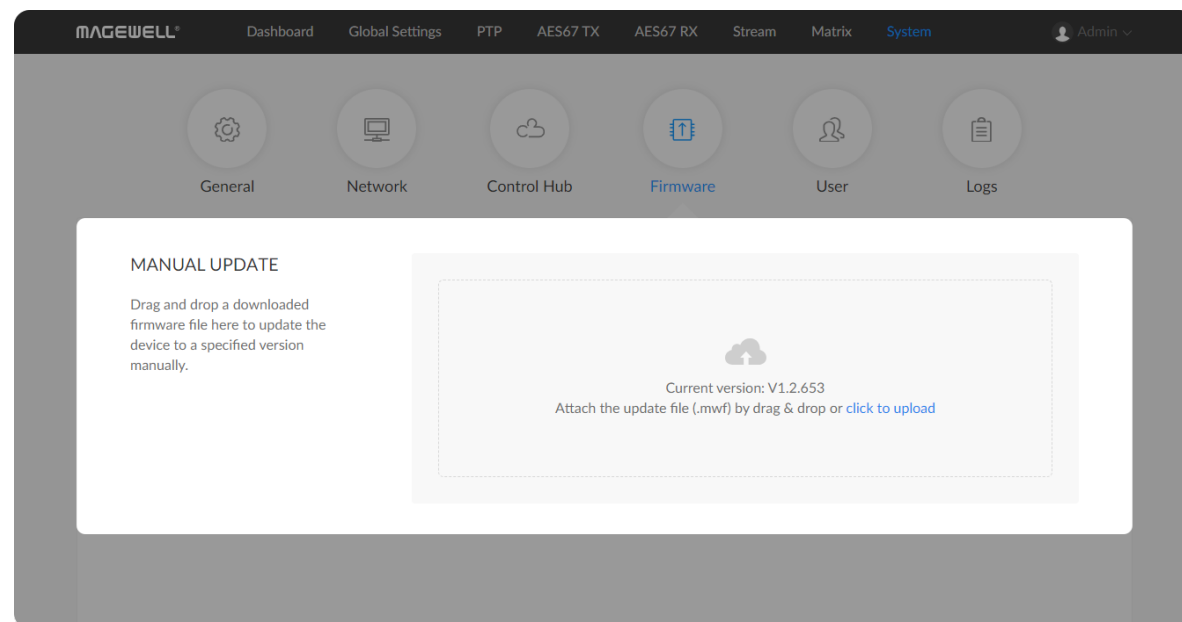 MAGEWELL®
Dashboard
Global Settings
PTP
AES67 TX
AES67 RX
Stream
Matrix
System
Admin
General
Network
Control Hub
Firmware
User
Logs
MANUAL UPDATE
Drag and drop a downloaded
firmware file here to update the
device to a specified version
manually.
Current version: V1.2.653
Attach the update file (.mwf) by drag & drop or click to upload